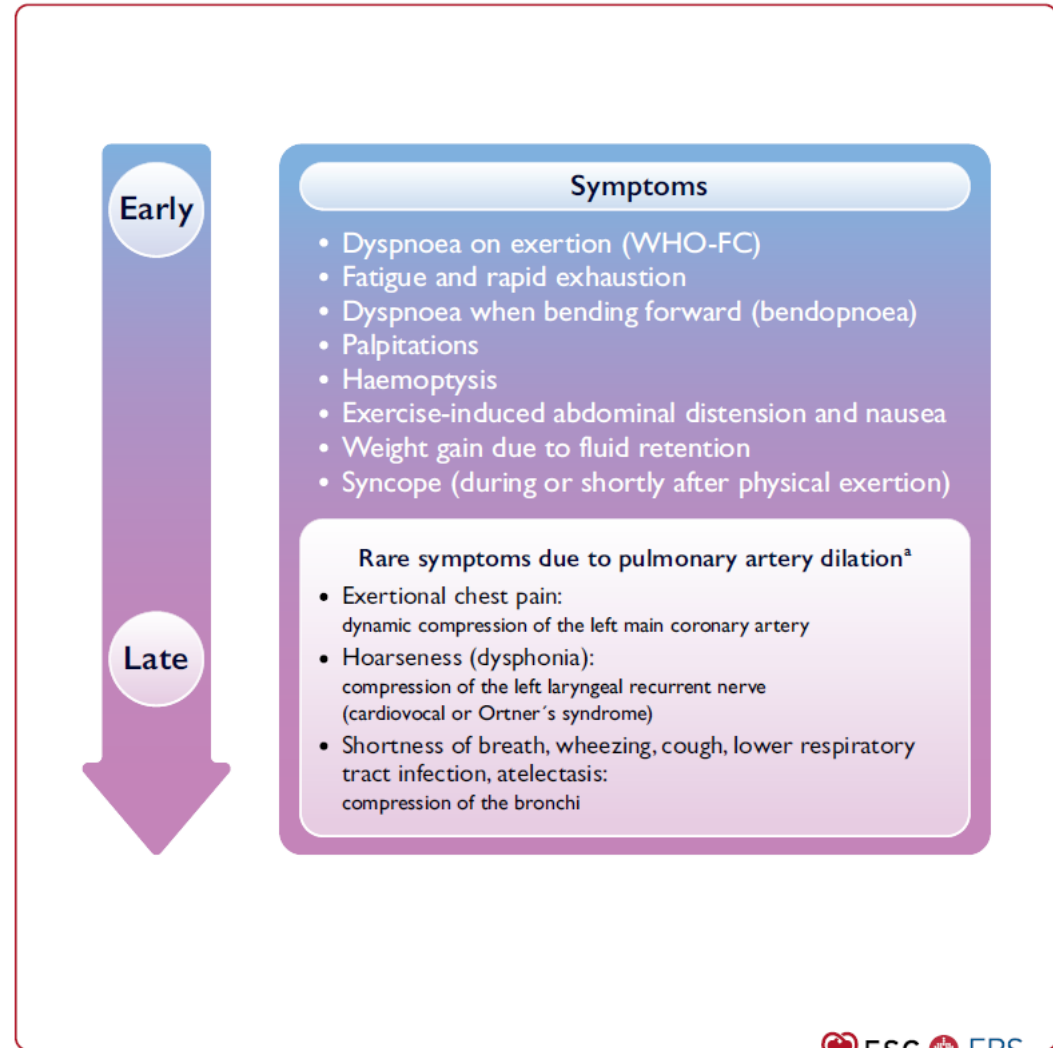 Early
Symptoms
• Dyspnoea on exertion (WHO-FC)
• Fatigue and rapid exhaustion
• Dyspnoea when bending forward (bendopnoea)
• Palpitations
• Haemoptysis
• Exercise-induced abdominal distension and nausea
• Weight gain due to fluid retention
• Syncope (during or shortly after physical exertion)
Rare symptoms due to pulmonary artery dilationª
• Exertional chest pain:
dynamic compression of the left main coronary artery
Late
• Hoarseness (dysphonia):
compression of the left laryngeal recurrent nerve
(cardiovocal or Ortner´s syndrome)
• Shortness of breath, wheezing, cough, lower respiratory
tract infection, atelectasis:
compression of the bronchi
ESC ERS